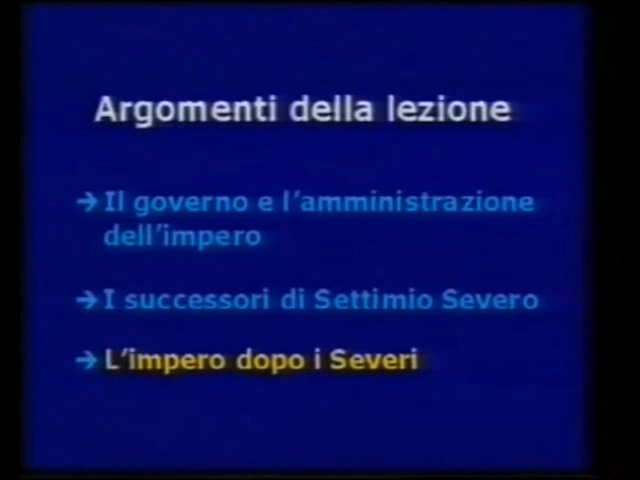 Argomenti della lezione
→ Il governo e l'amministrazione
dell'impero
→ I successori di Settimio Severo
→ L'impero dopo i Severi